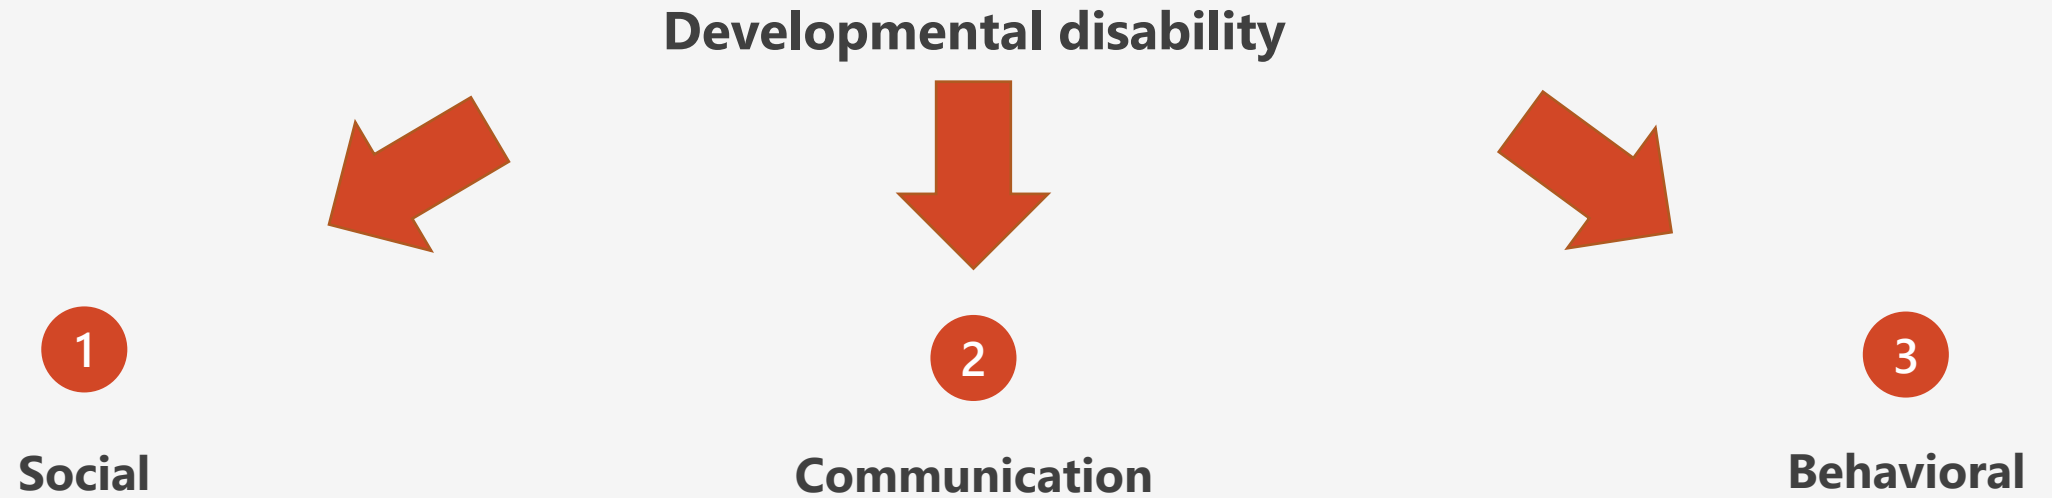 Developmental disability
1
2
3
Social
Communication
Behavioral